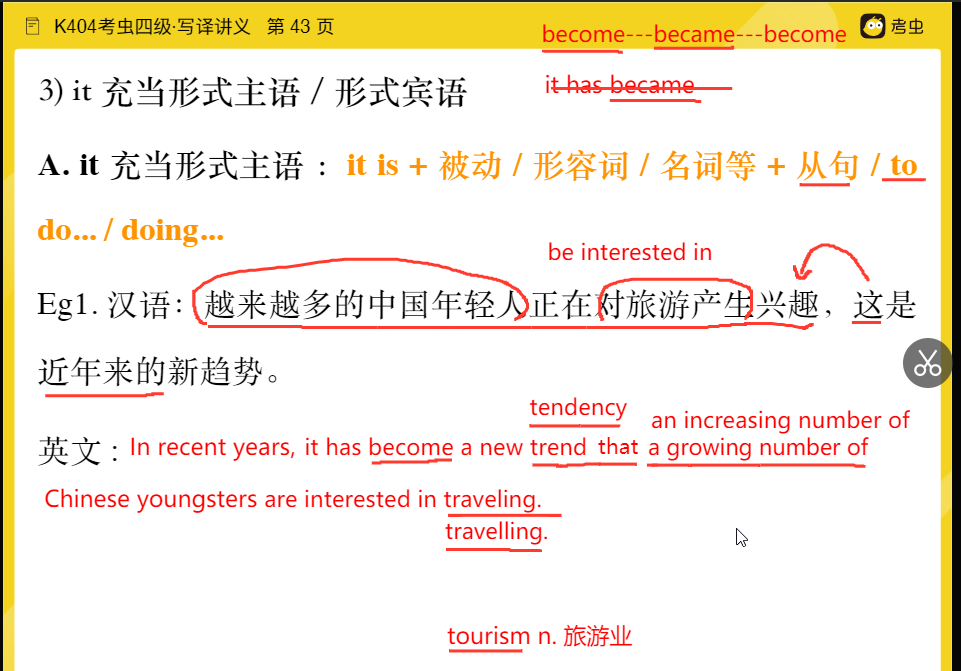 K404考虫四级·写译讲义 第 43 页
考虫
become---became---become
it has became
3) it 充当形式主语 / 形式宾语
A. it 充当形式主语 : it is + 被动 / 形容词 / 名词等 + 从句 / to
do... / doing...
be interested in
Eg1. 汉语: 越来越多的中国年轻人正在对旅游产生兴趣，这是
近年来的新趋势。
tendency
an increasing number of
英文 : In recent years, it has become a new trend that a growing number of
Chinese youngsters are interested in traveling.
travelling.
tourism n. 旅游业